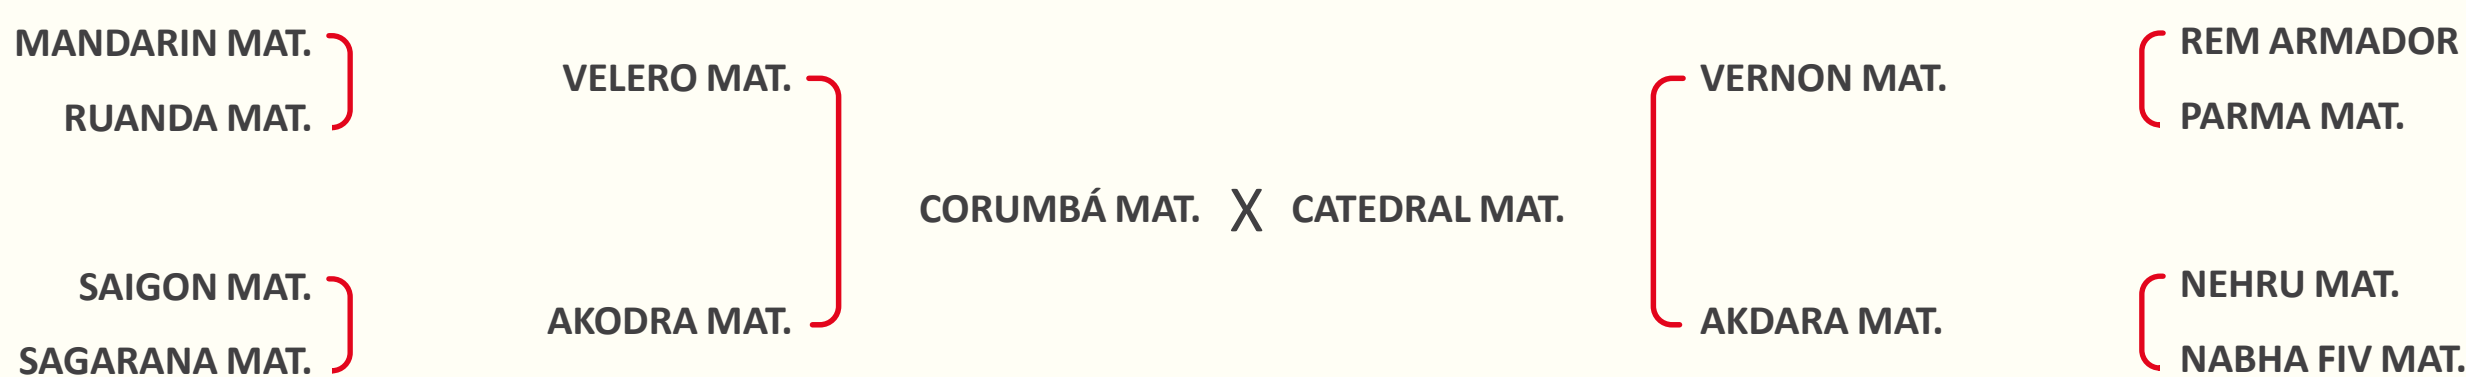 MANDARIN MAT.
RUANDA MAT.
SAIGON MAT.
SAGARANA MAT.
VELERO MAT.
AKODRA MAT.
CORUMBÁ MAT. X CATEDRAL MAT.
VERNON MAT.
AKDARA MAT.
REM ARMADOR
PARMA MAT.
NEHRU MAT.
NABHA FIV MAT.